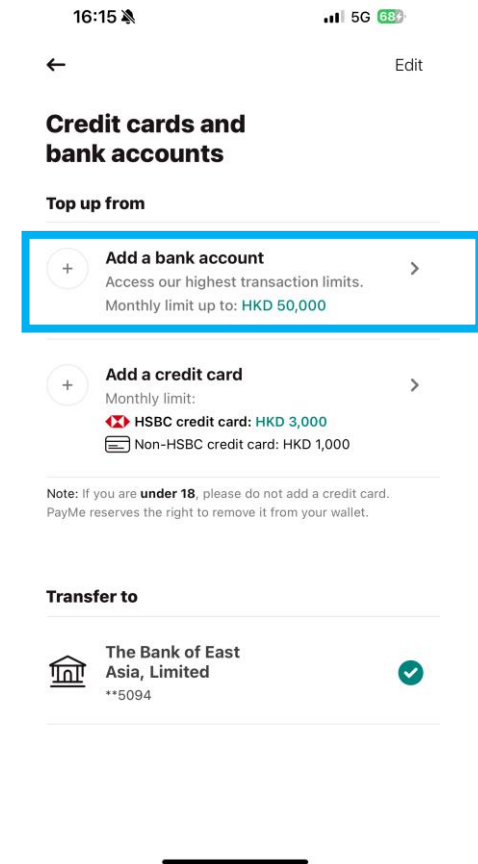 16:15 5G 68
Edit
Credit cards and
bank accounts
Top up from
Add a bank account
Access our highest transaction limits.
Monthly limit up to: HKD 50,000
Add a credit card
Monthly limit:
HSBC credit card: HKD 3,000
Non-HSBC credit card: HKD 1,000
Note: If you are under 18, please do not add a credit card.
PayMe reserves the right to remove it from your wallet.
Transfer to
The Bank of East
Asia, Limited
**5094